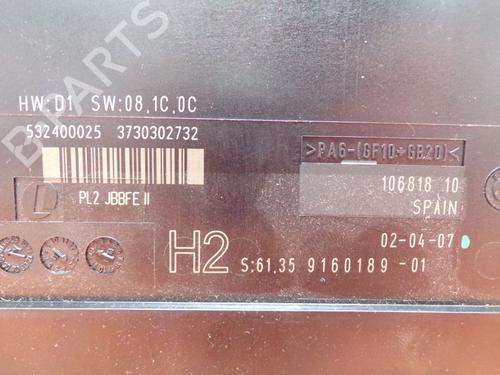 HW:D1 SW:08,1C,0C
532400025 3730302732
>PA6-(GF10+GB20)<
PL2 JBBFE II
106818 10
SPAIN
02-04-07
H2 S:61.35 9160189 -01